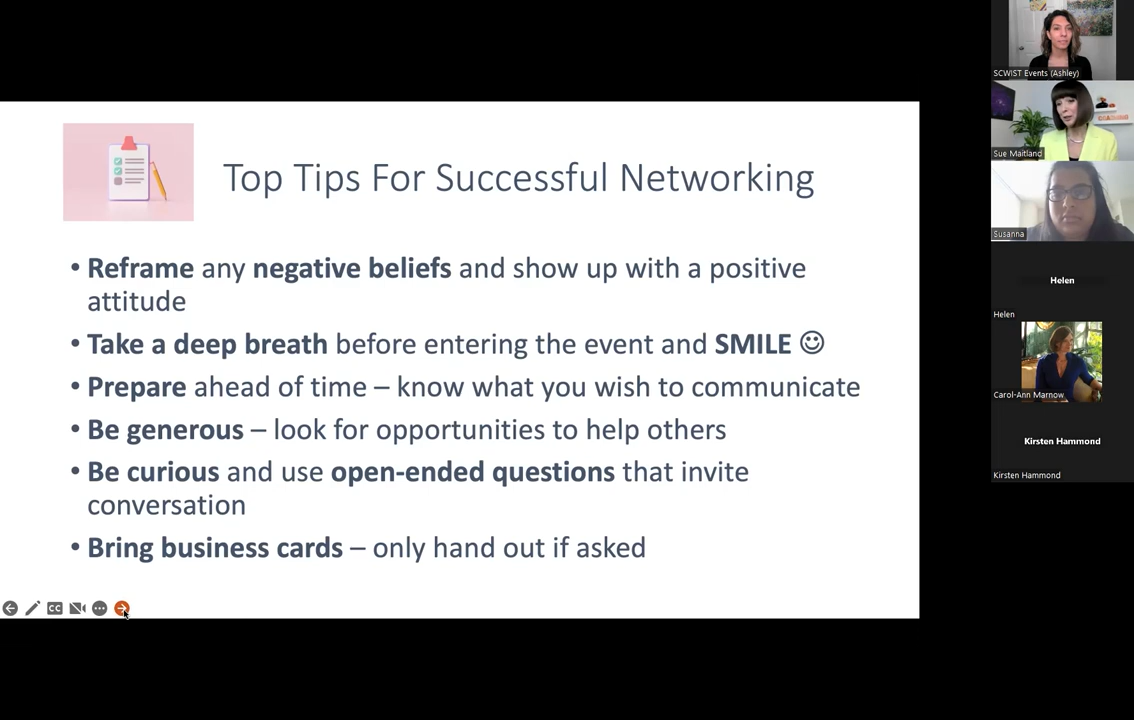 Top Tips For Successful Networking
• Reframe any negative beliefs and show up with a positive
attitude
• Take a deep breath before entering the event and SMILE ☺
• Prepare ahead of time – know what you wish to communicate
• Be generous – look for opportunities to help others
• Be curious and use open-ended questions that invite
conversation
• Bring business cards – only hand out if asked
CC
SCWIST Events (Ashley)
Sue Maitland
Susanna
Helen
Helen
Carol-Ann Marnow
Kirsten Hammond
Kirsten Hammond